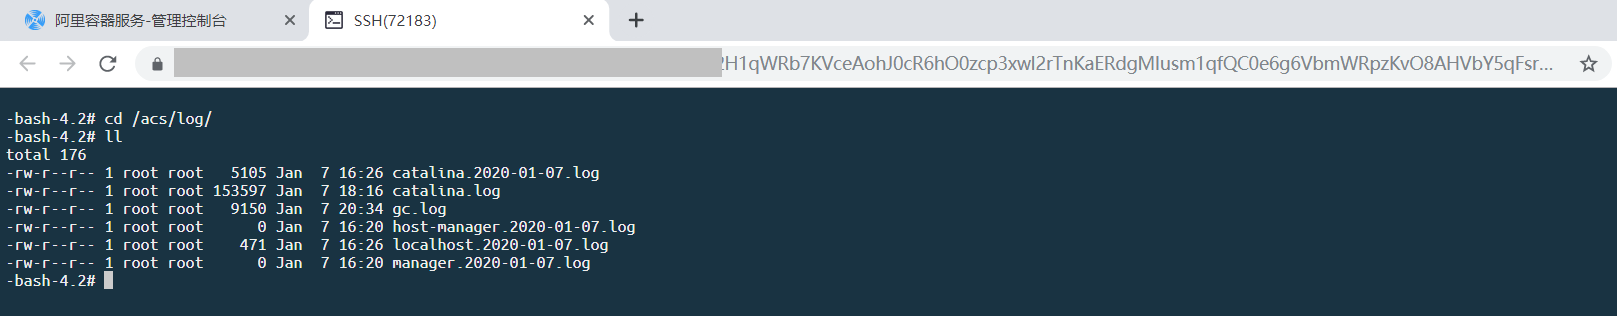 阿里容器服务-管理控制台
SSH(72183)
H1qWRb7KVceAohJ0cR6hO0zcp3xwI2rTnKaERdgMIusm1qfQC0e6g6VbmWRpzKvO8AHVbY5qFsr...
-bash-4.2# cd /acs/log/
-bash-4.2# ll
total 176
-rw-r--r-- 1 root root   5105 Jan  7 16:26 catalina.2020-01-07.log
-rw-r--r-- 1 root root 153597 Jan  7 18:16 catalina.log
-rw-r--r-- 1 root root   9150 Jan  7 20:34 gc.log
-rw-r--r-- 1 root root      0 Jan  7 16:20 host-manager.2020-01-07.log
-rw-r--r-- 1 root root    471 Jan  7 16:26 localhost.2020-01-07.log
-rw-r--r-- 1 root root      0 Jan  7 16:20 manager.2020-01-07.log
-bash-4.2#